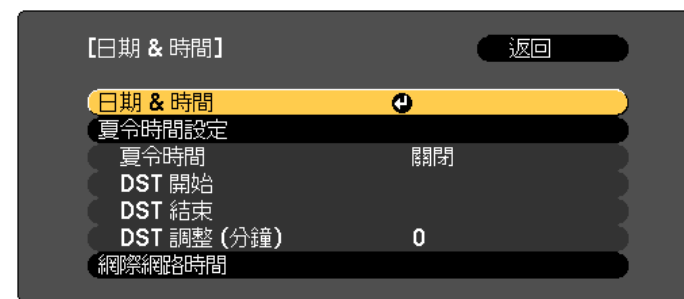 [日期 & 時間]
返回
日期 & 時間
夏令時間設定
夏令時間 關閉
DST 開始
DST 結束
DST 調整 (分鐘) 0
網際網路時間